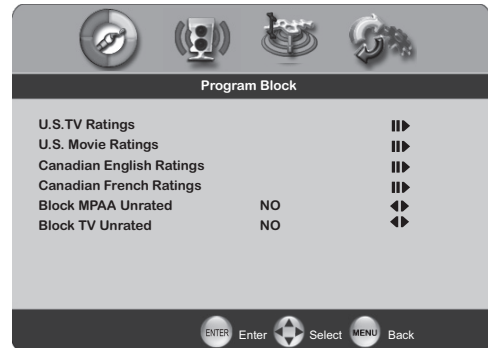 Program Block
U.S.TV Ratings
U.S. Movie Ratings
Canadian English Ratings
Canadian French Ratings
Block MPAA Unrated NO
Block TV Unrated NO
ENTER Enter Select MENU Back